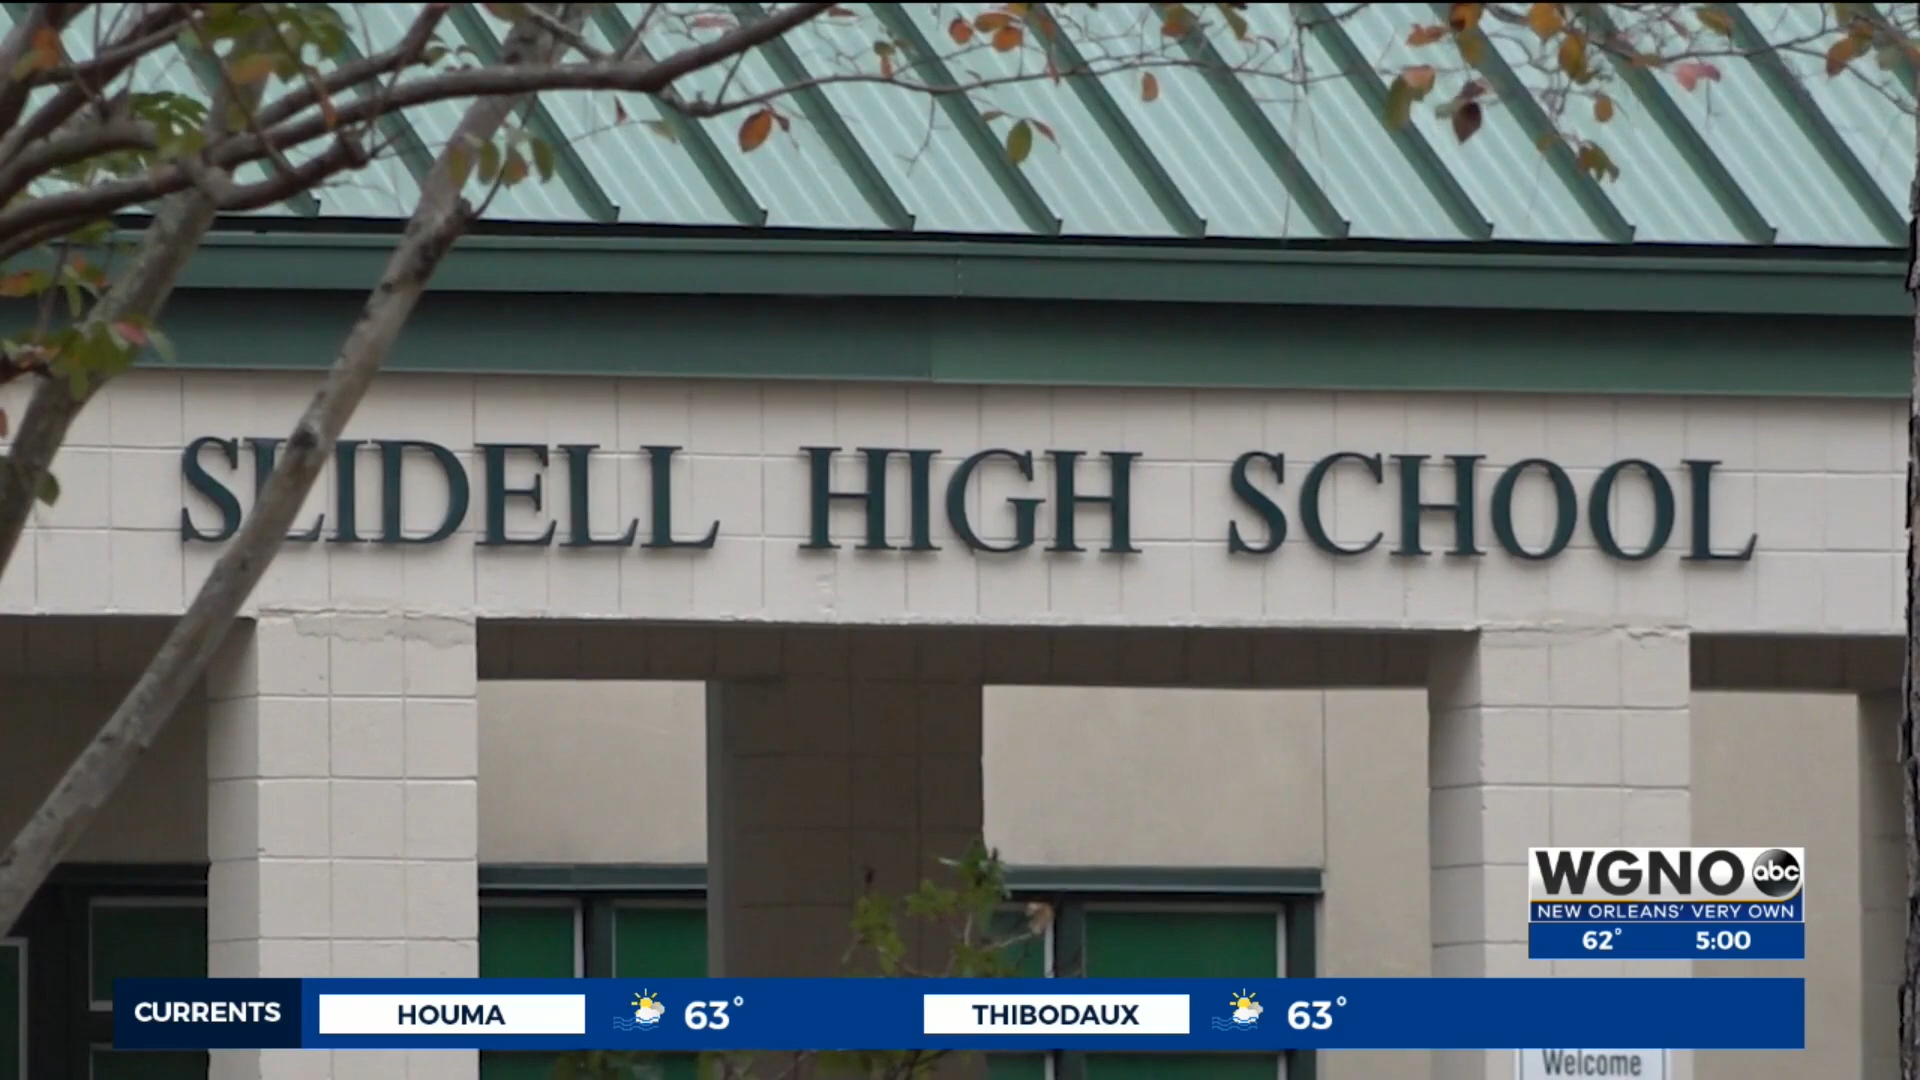 SLIDELL HIGH SCHOOL
WGNO abc
NEW ORLEANS' VERY OWN
62° 5:00
CURRENTS HOUMA 63° THIBODAUX 63°
Welcome